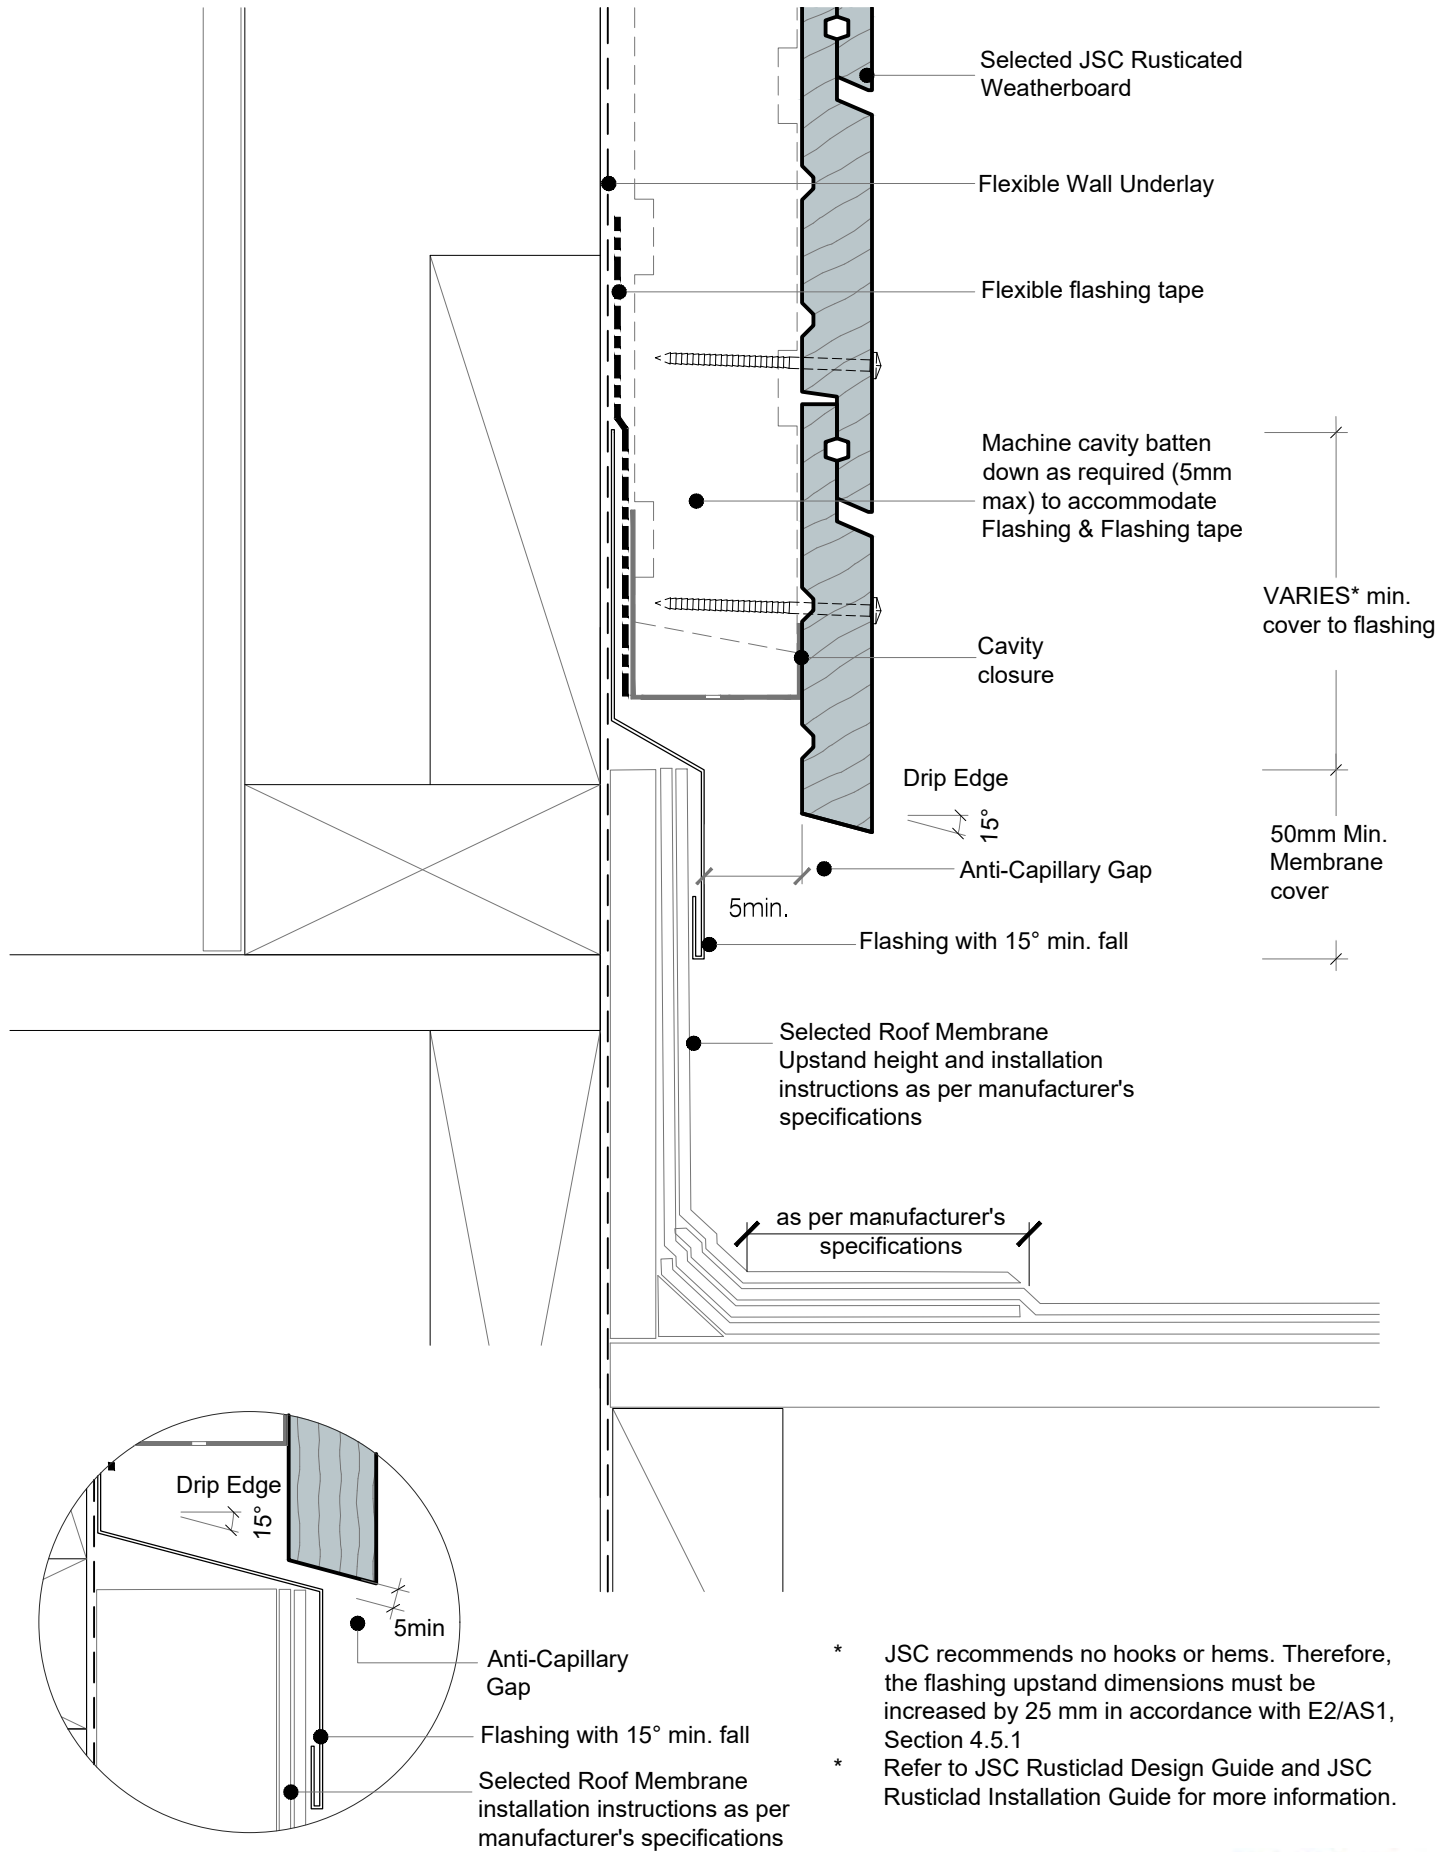 Selected JSC Rusticated
Weatherboard
Flexible Wall Underlay
Flexible flashing tape
Machine cavity batten
down as required (5mm
max) to accommodate
Flashing & Flashing tape
VARIES* min.
cover to flashing
Cavity
closure
Drip Edge
15°
50mm Min.
Membrane
cover
Anti-Capillary Gap
5min.
Flashing with 15° min. fall
Selected Roof Membrane
Upstand height and installation
instructions as per manufacturer's
specifications
as per manufacturer's
specifications
Drip Edge
15°
5min
Anti-Capillary
Gap
Flashing with 15° min. fall
Selected Roof Membrane
installation instructions as per
manufacturer's specifications
* JSC recommends no hooks or hems. Therefore,
the flashing upstand dimensions must be
increased by 25 mm in accordance with E2/AS1,
Section 4.5.1
* Refer to JSC Rusticlad Design Guide and JSC
Rusticlad Installation Guide for more information.